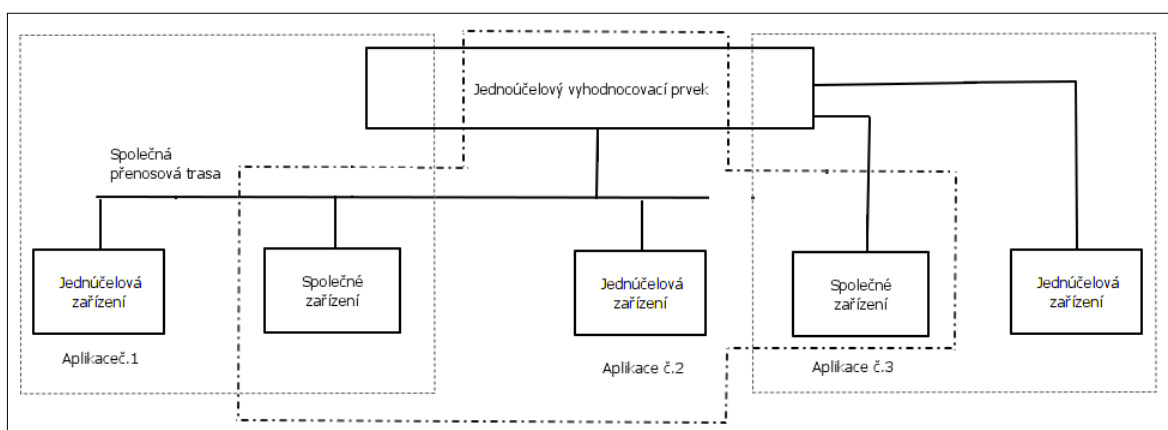 Jednoúčelový vyhodnocovací prvek
Společná
přenosová trasa
Jednúčelová
zařízení
Společné
zařízení
Jednúčelová
zařízení
Společné
zařízení
Jednúčelová
zařízení
Aplikaceč.1
Aplikace č.2
Aplikace č.3